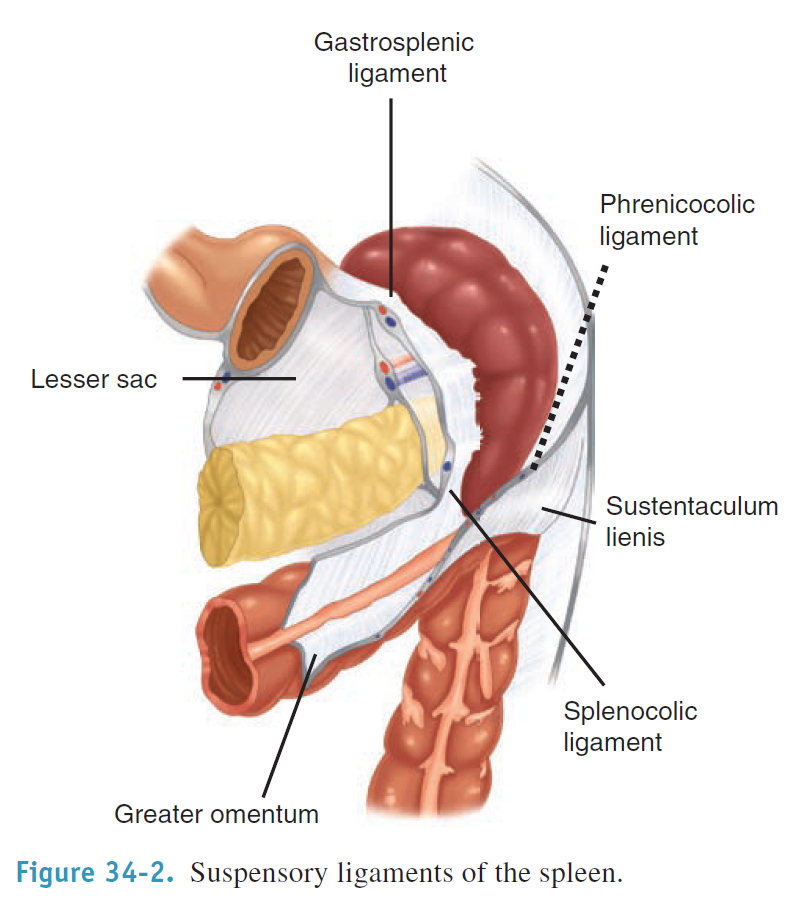 Gastrosplenic
ligament
Phrenicocolic
ligament
Lesser sac
Sustentaculum
lienis
Splenocolic
ligament
Greater omentum
Figure 34-2. Suspensory ligaments of the spleen.